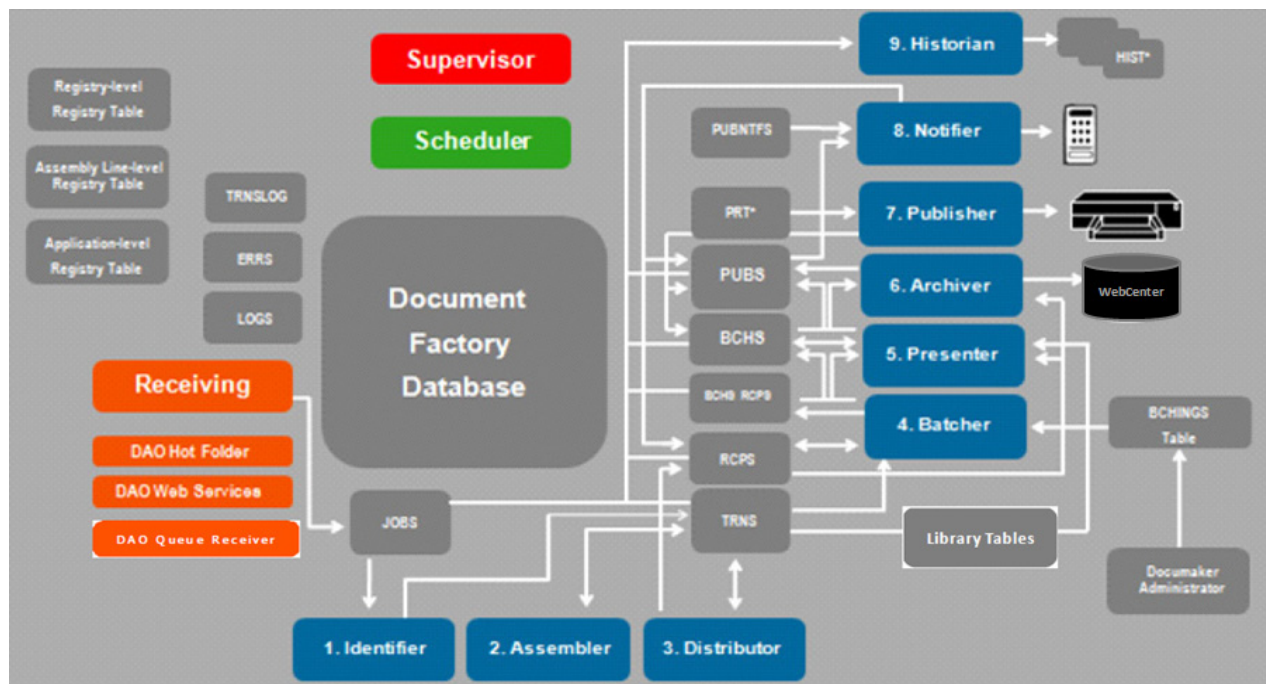 Supervisor
Scheduler
Registry-level
Registry Table
Assembly Line-level
Registry Table
Application-level
Registry Table
TRNSLOG
ERRS
LOGS
Document
Factory
Database
Receiving
DAO Hot Folder
DAO Web Services
DAO Queue Receiver
JOBS
1. Identifier
2. Assembler
3. Distributor
PUBNTFS
PRT*
PUBS
BCHS
BCHS RCPS
RCPS
TRNS
9. Historian
HIST*
8. Notifier
7. Publisher
6. Archiver
WebCenter
5. Presenter
4. Batcher
BCHINGS
Table
Library Tables
Documaker
Administrator